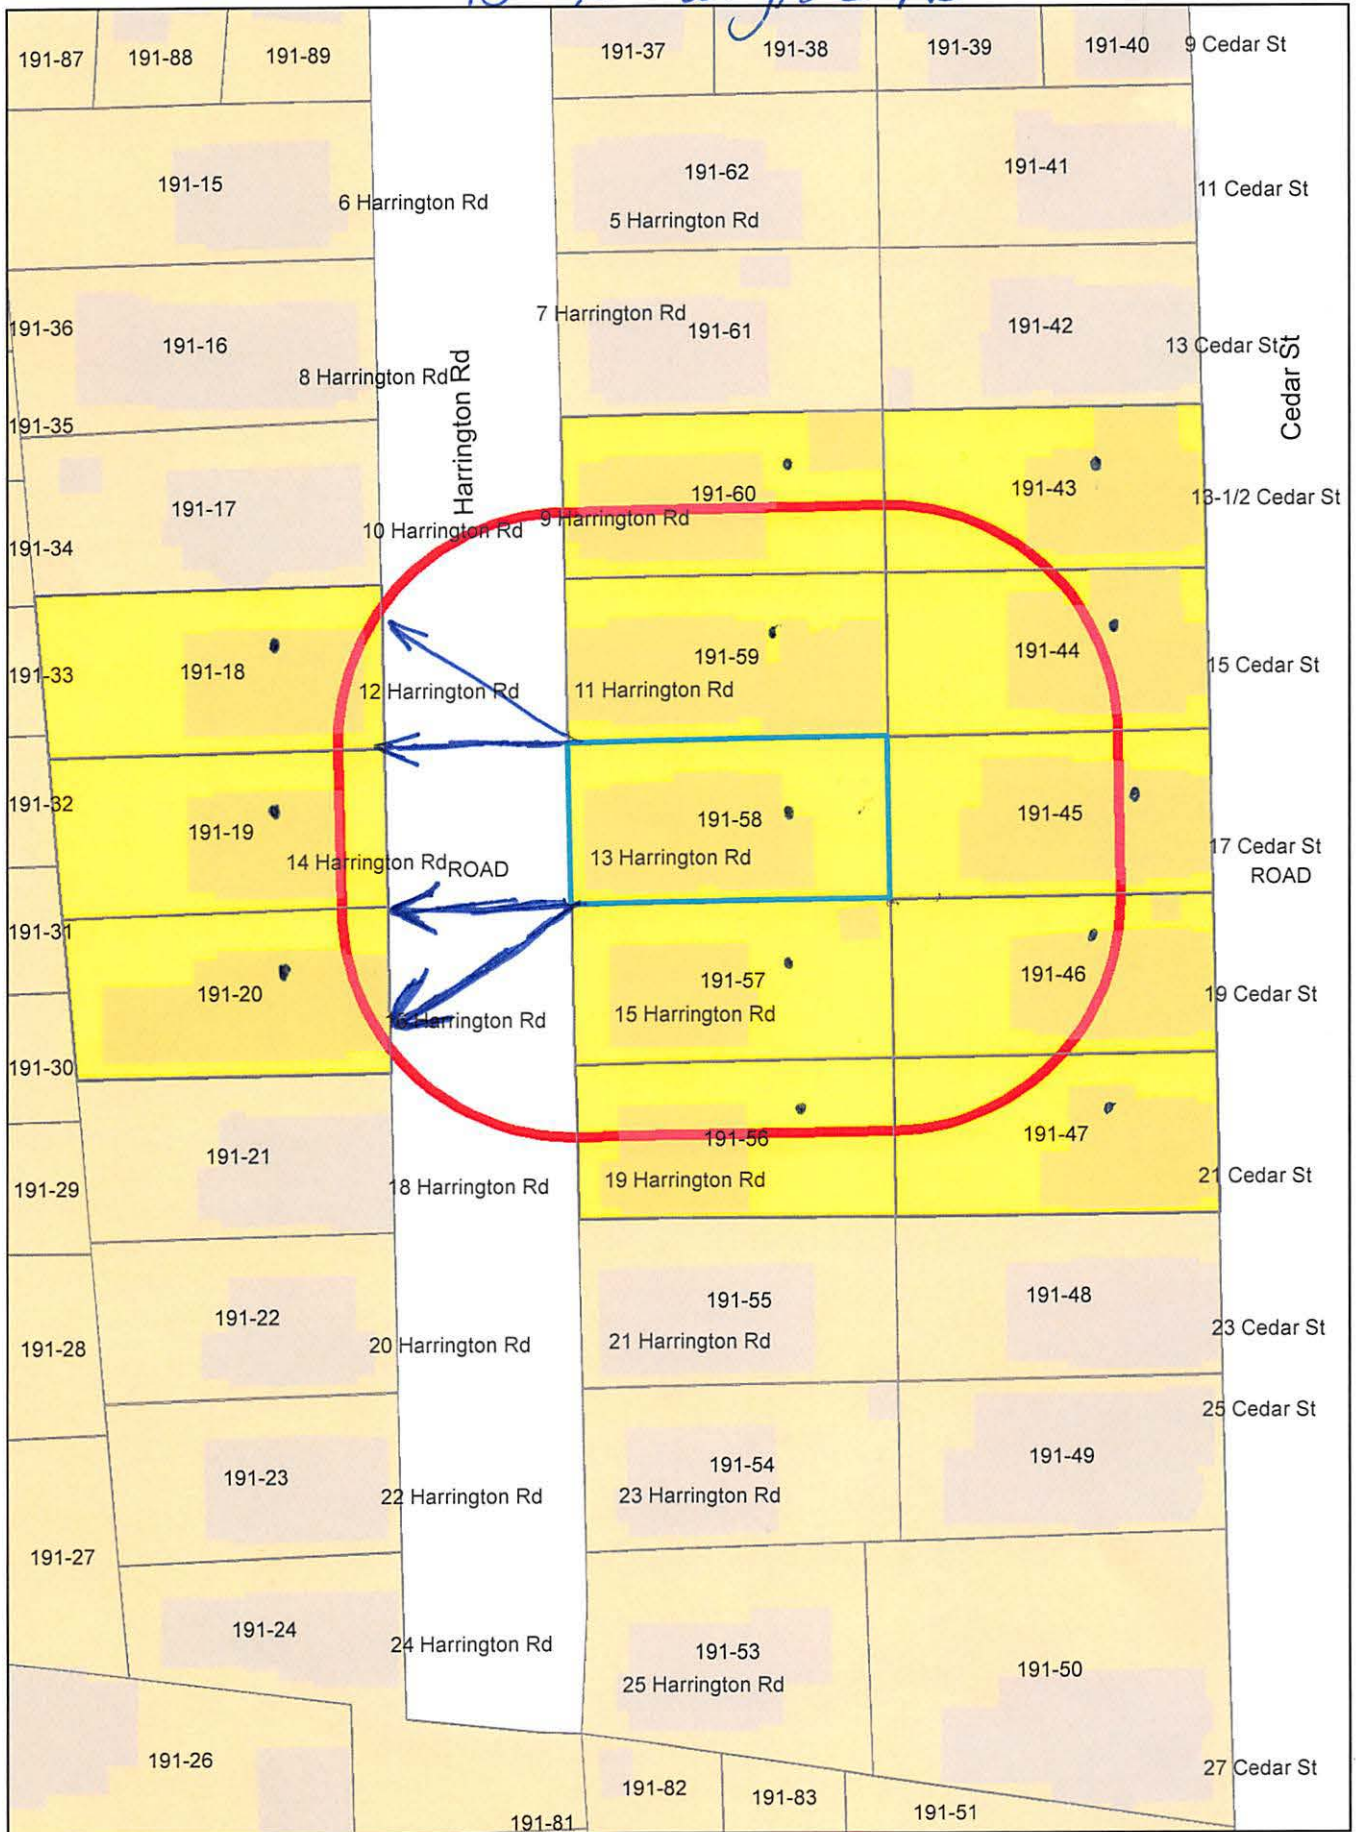 191-87
191-88
191-89
191-37
191-38
191-39
191-40
9 Cedar St
191-15
6 Harrington Rd
191-62
5 Harrington Rd
191-41
11 Cedar St
191-36
191-16
8 Harrington Rd
7 Harrington Rd
191-61
191-42
13 Cedar St
Harrington Rd
Cedar St
191-35
191-17
10 Harrington Rd
191-60
9 Harrington Rd
191-43
13-1/2 Cedar St
191-34
191-33
191-18
12 Harrington Rd
191-59
11 Harrington Rd
191-44
15 Cedar St
191-32
191-19
14 Harrington Rd
ROAD
191-58
13 Harrington Rd
191-45
17 Cedar St
ROAD
191-31
191-20
16 Harrington Rd
191-57
15 Harrington Rd
191-46
19 Cedar St
191-30
191-21
18 Harrington Rd
191-56
19 Harrington Rd
191-47
21 Cedar St
191-29
191-22
20 Harrington Rd
191-55
21 Harrington Rd
191-48
23 Cedar St
191-28
25 Cedar St
191-23
22 Harrington Rd
191-54
23 Harrington Rd
191-49
191-27
191-24
24 Harrington Rd
191-53
25 Harrington Rd
191-50
191-26
27 Cedar St
191-81
191-82
191-83
191-51